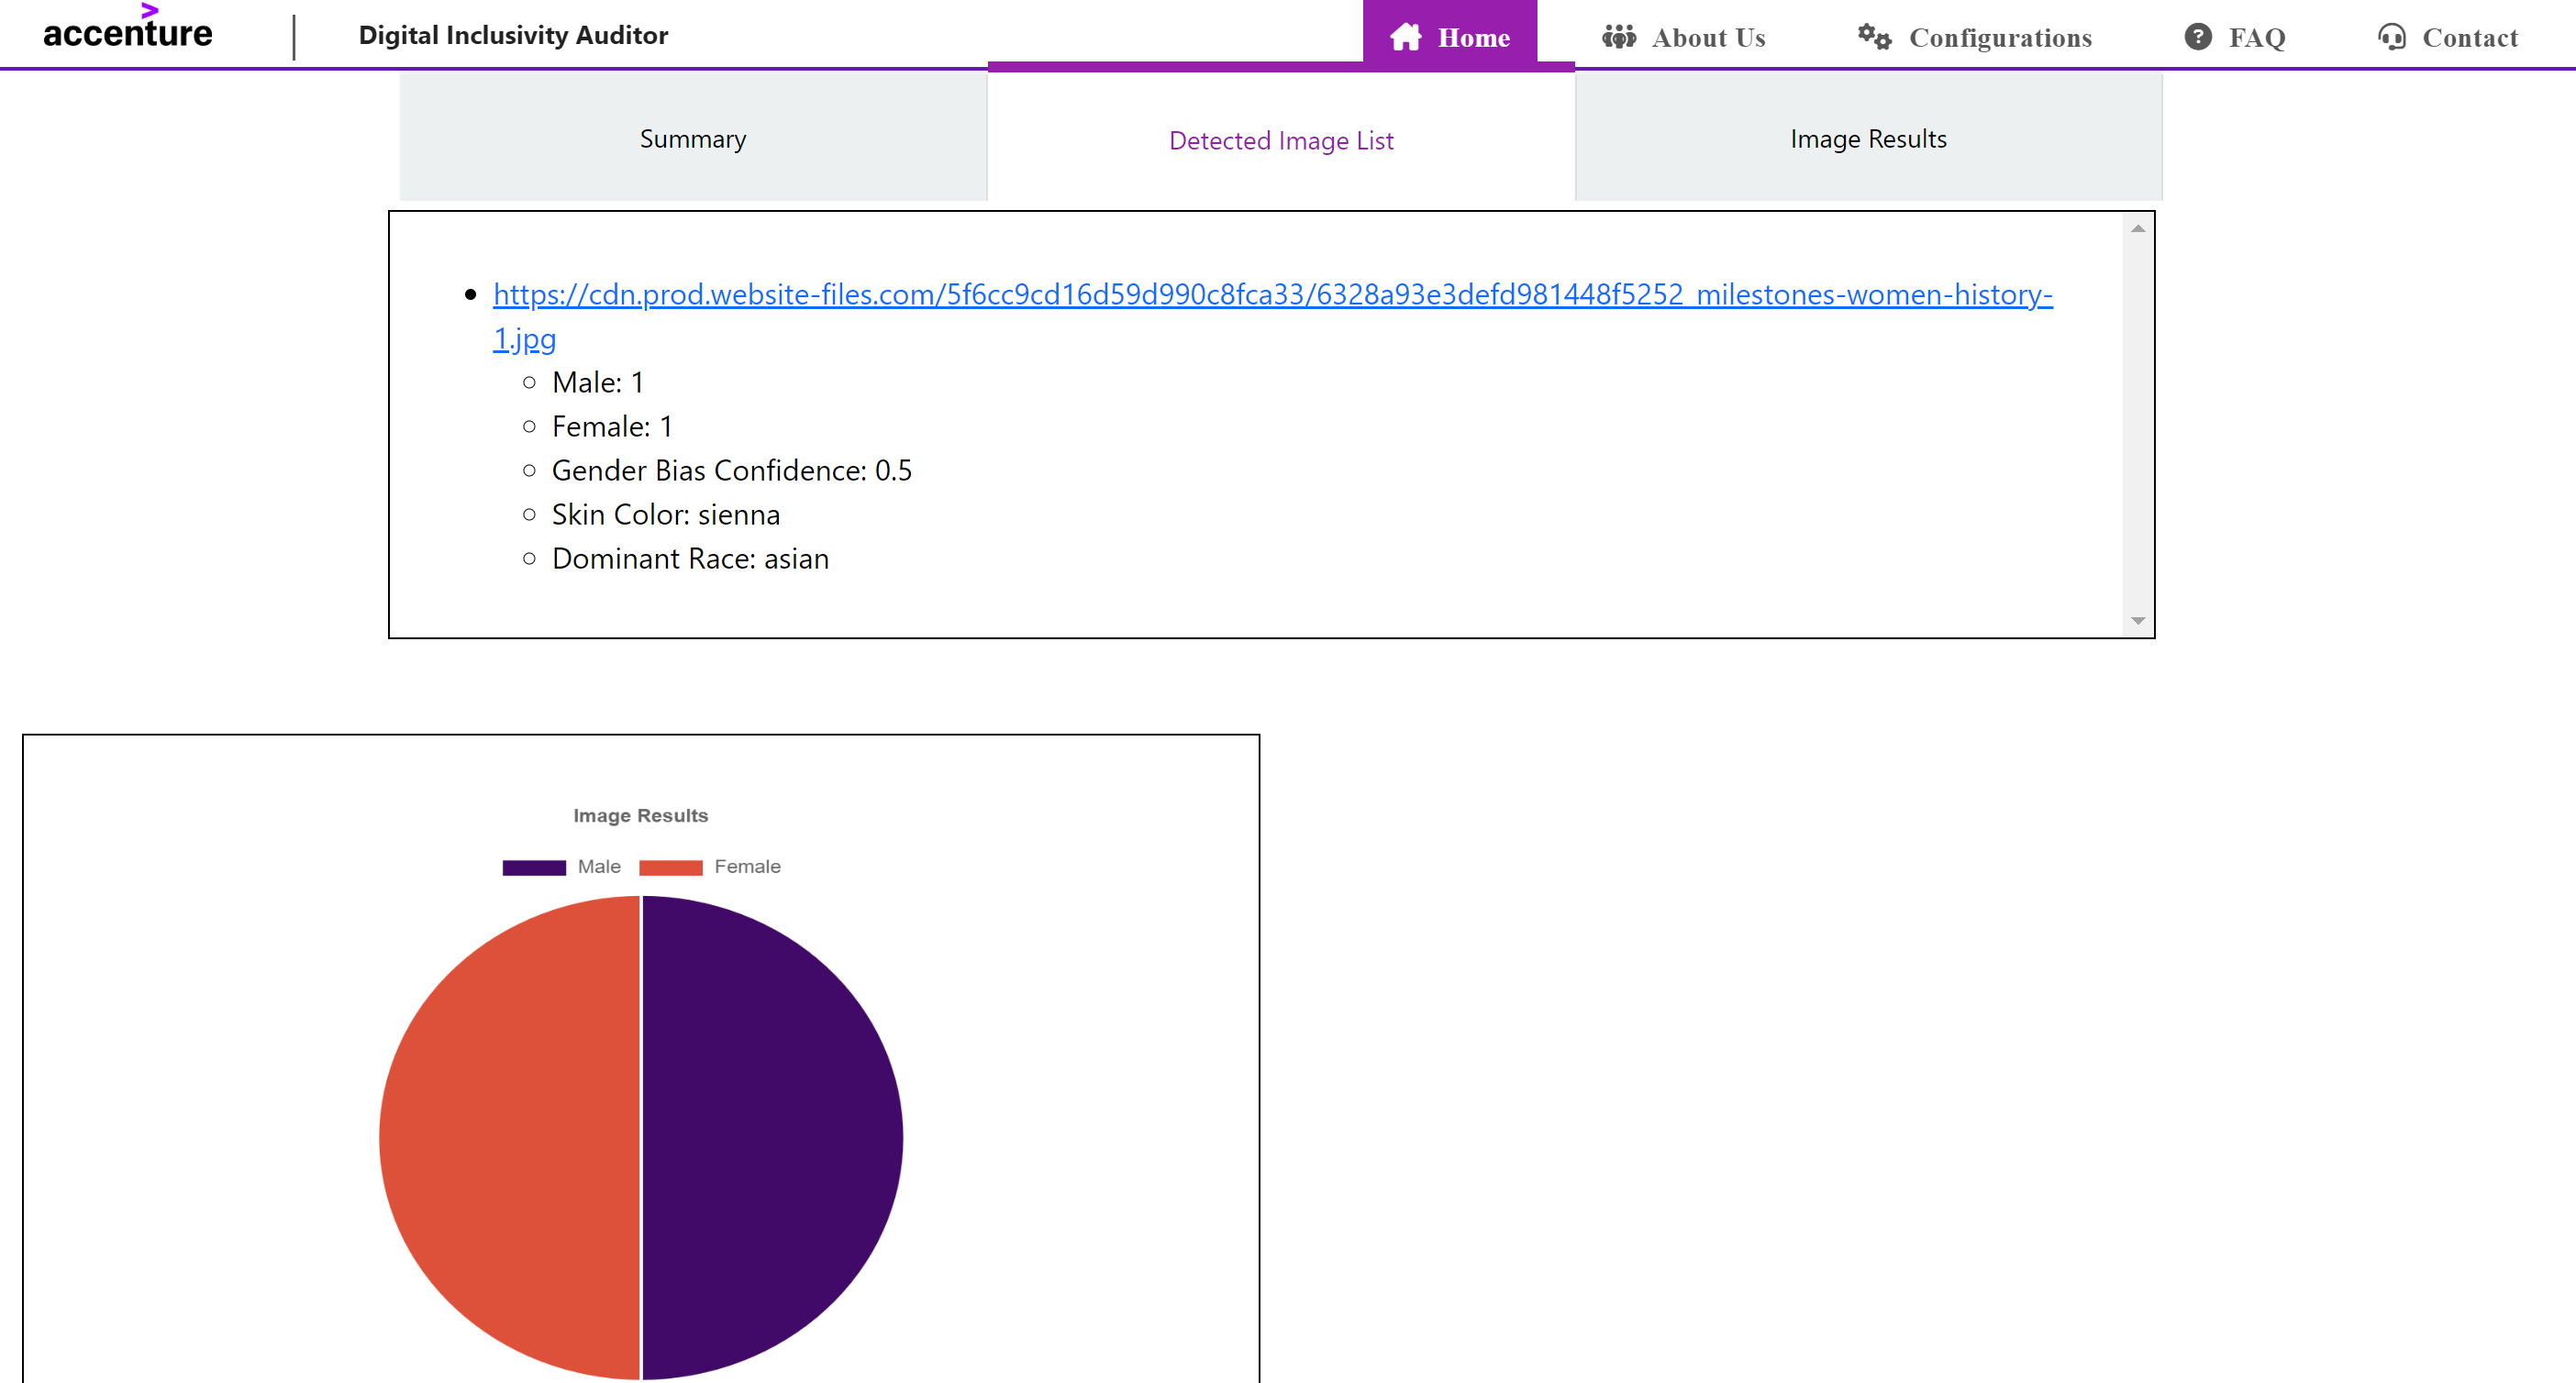 accenture
Digital Inclusivity Auditor
Home
About Us
Configurations
FAQ
Contact
Summary
Detected Image List
Image Results
https://cdn.prod.website-files.com/5f6cc9cd16d59d990c8fca33/6328a93e3defd981448f5252_milestones-women-history-
1.jpg
Male: 1
Female: 1
Gender Bias Confidence: 0.5
Skin Color: sienna
Dominant Race: asian
Image Results
Male Female